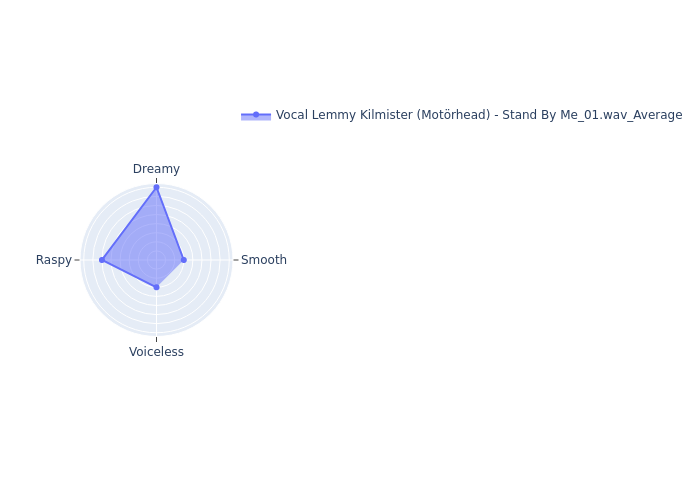 Vocal Lemmy Kilmister (Motörhead) - Stand By Me_01.wav_Average
Dreamy
Raspy
Smooth
Voiceless